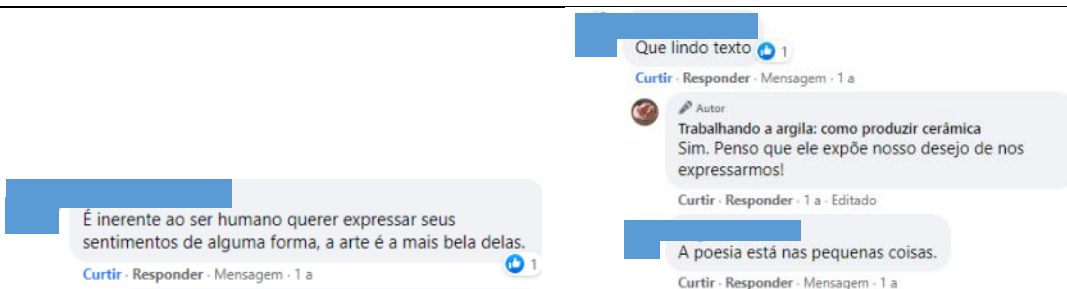 É inerente ao ser humano querer expressar seus
sentimentos de alguma forma, a arte é a mais bela delas.
1
Curtir · Responder · Mensagem · 1 a
Que lindo texto 1
Curtir · Responder · Mensagem · 1 a
Autor
Trabalhando a argila: como produzir cerâmica
Sim. Penso que ele expõe nosso desejo de nos
expressarmos!
Curtir · Responder · 1 a · Editado
A poesia está nas pequenas coisas.
Curtir · Responder · Mensagem · 1 a